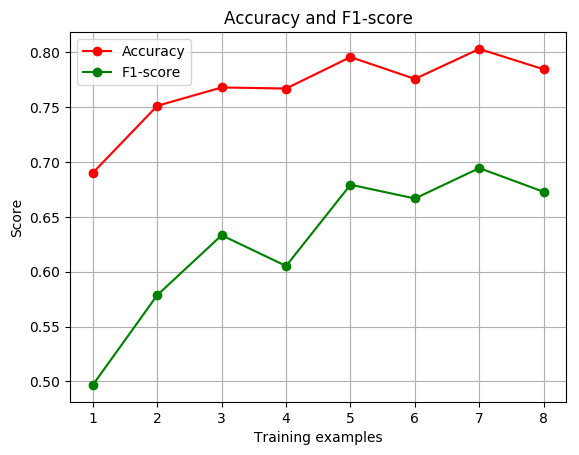 Accuracy and F1-score
Accuracy
F1-score
0.80
0.75
0.70
0.65
0.60
0.55
0.50
Score
1 2 3 4 5 6 7 8
Training examples